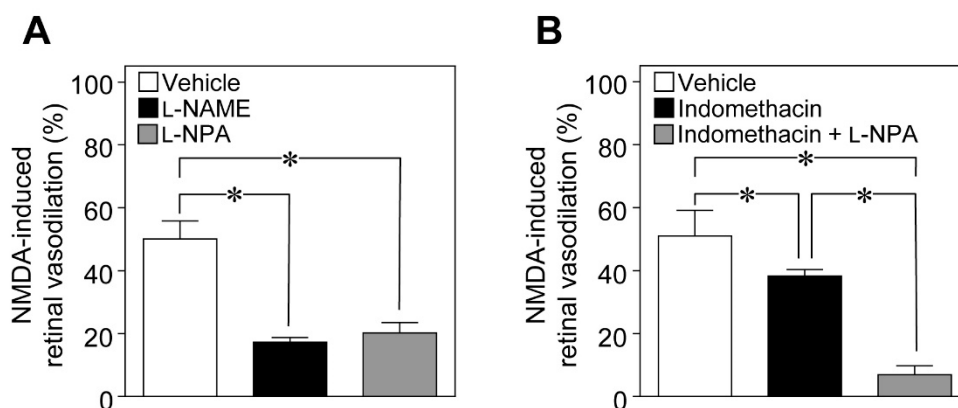 A
NMDA-induced
retinal vasodilation (%)
100
80
60
40
20
0
Vehicle
L-NAME
L-NPA
*
*
B
NMDA-induced
retinal vasodilation (%)
100
80
60
40
20
0
Vehicle
Indomethacin
Indomethacin + L-NPA
*
*
*